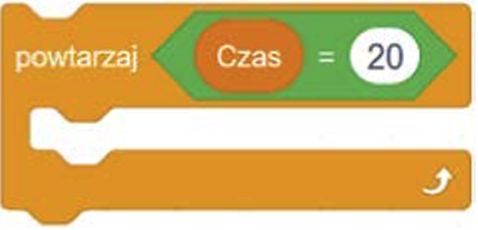 powtarzaj Czas = 20